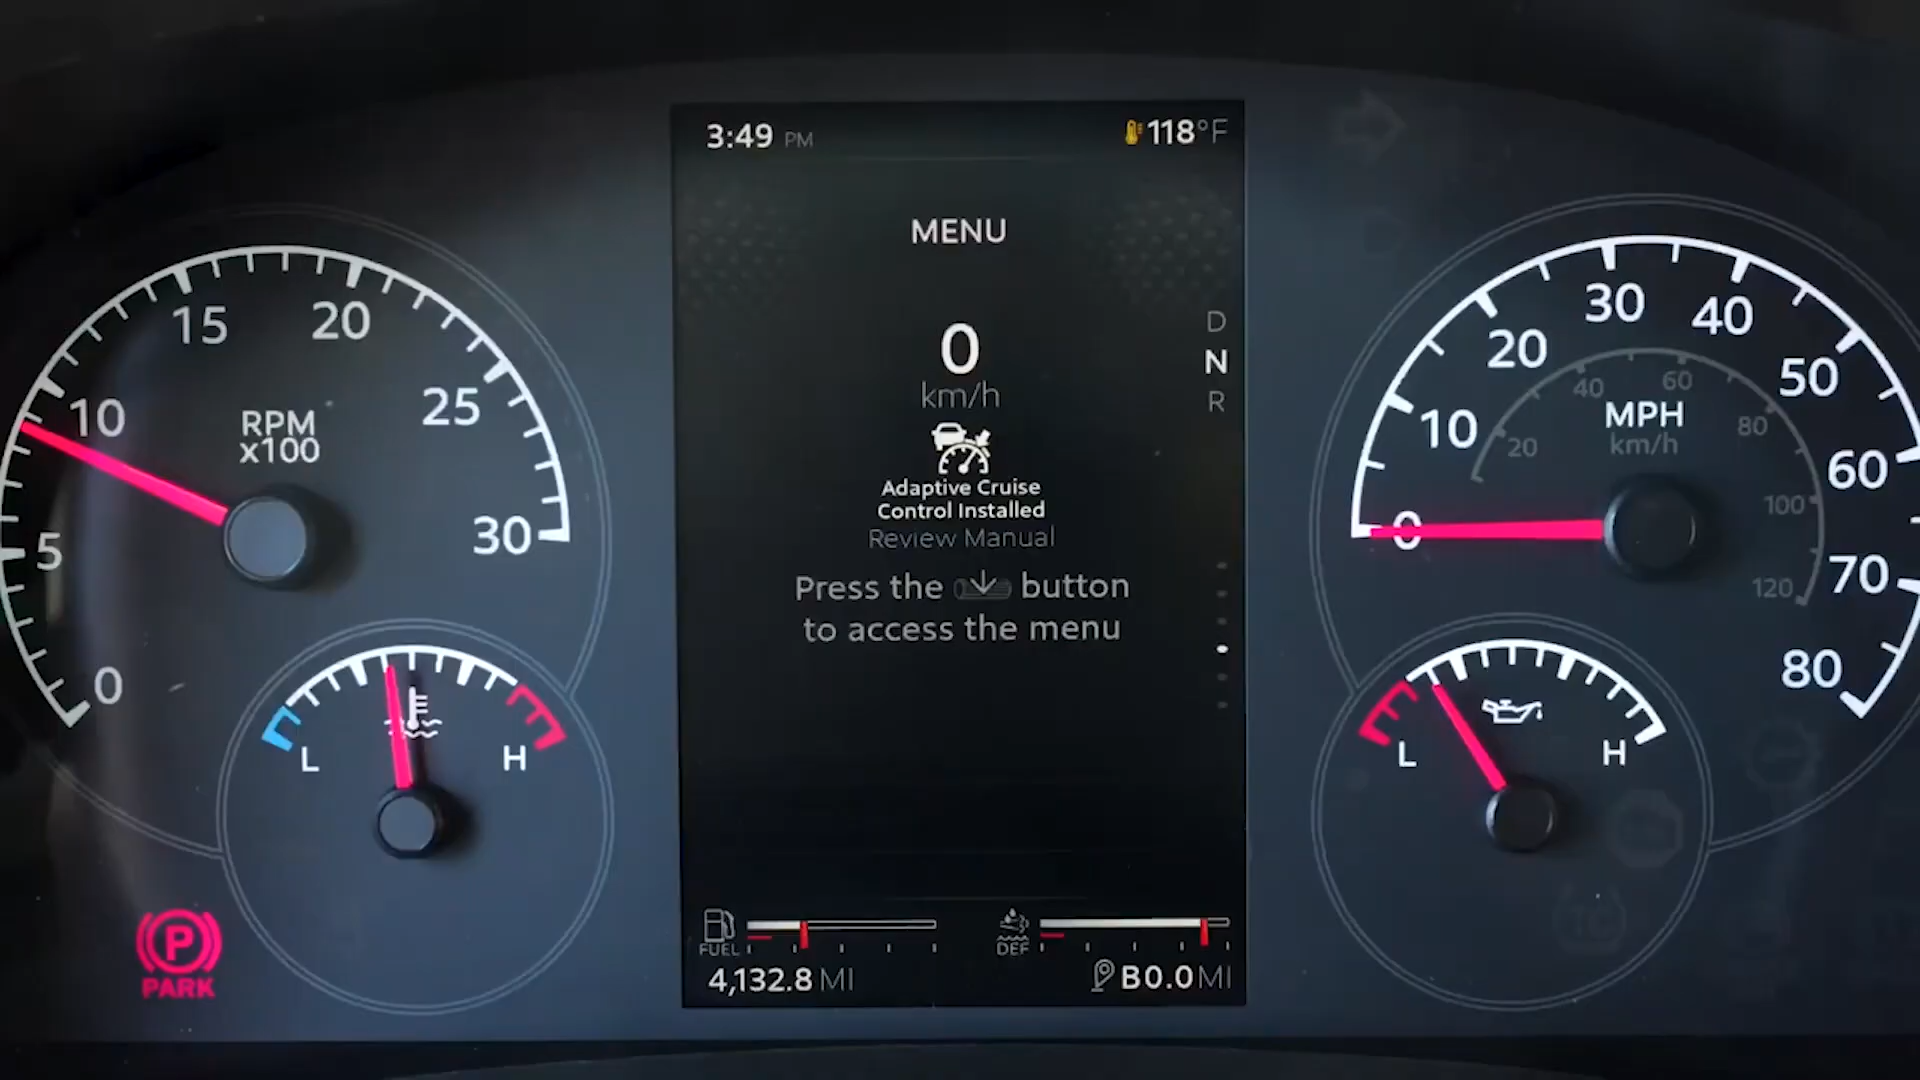 3:49 PM
118°F
MENU
0
km/h
Adaptive Cruise
Control Installed
Review Manual
Press the button
to access the menu
D
N
R
FUEL
DEF
4,132.8 MI
B0.0 MI
0
5
10
15
20
25
30
RPM
x100
L
H
P
PARK
0
10
20
30
40
50
60
70
80
MPH
km/h
20
40
60
80
100
120
L
H